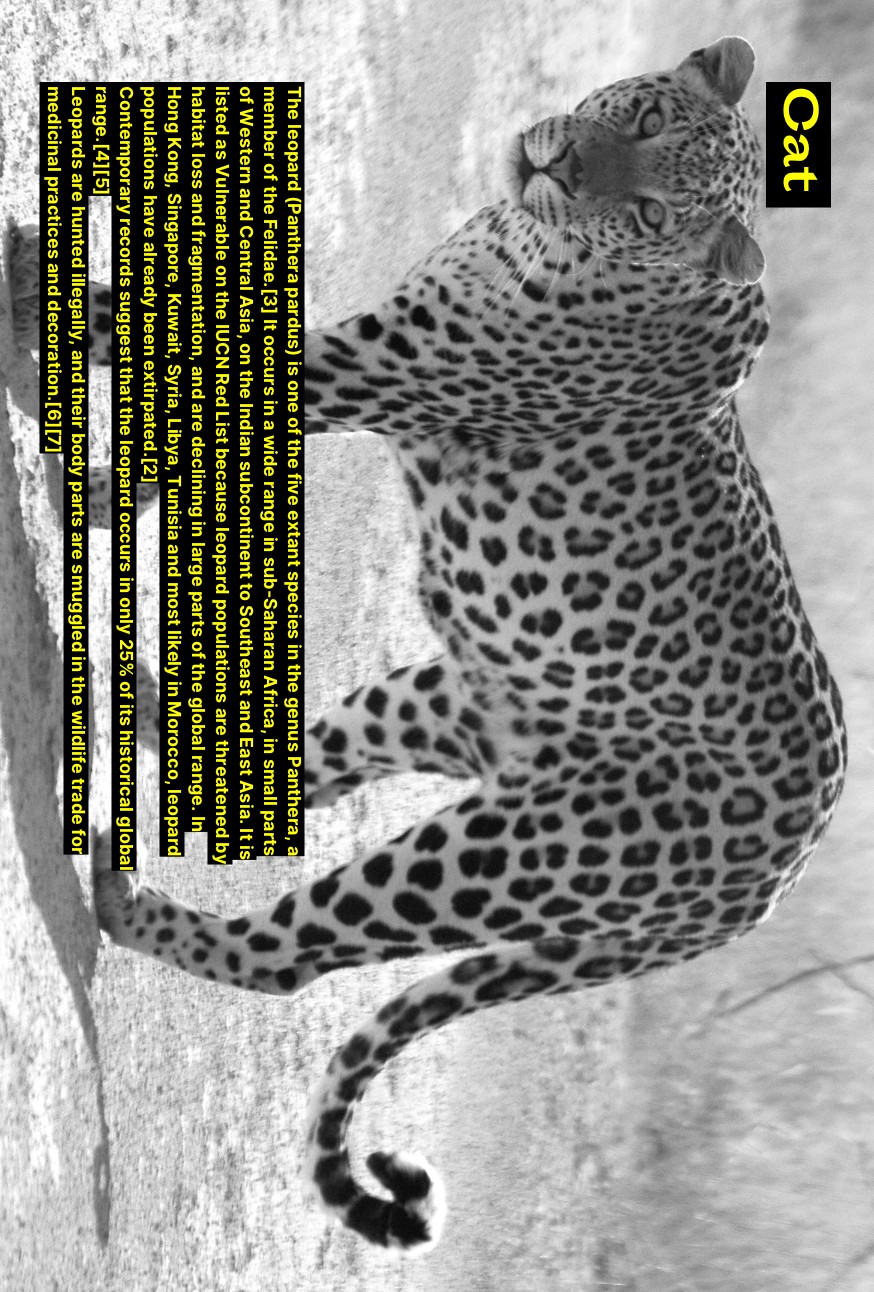 Cat
The leopard (Panthera pardus) is one of the five extant species in the genus Panthera, a
member of the Felidae.[3] It occurs in a wide range in sub-Saharan Africa, in small parts
of Western and Central Asia, on the Indian subcontinent to Southeast and East Asia. It is
listed as Vulnerable on the IUCN Red List because leopard populations are threatened by
habitat loss and fragmentation, and are declining in large parts of the global range. In
Hong Kong, Singapore, Kuwait, Syria, Libya, Tunisia and most likely in Morocco, leopard
populations have already been extirpated.[2]
Contemporary records suggest that the leopard occurs in only 25% of its historical global
range.[4][5]
Leopards are hunted illegally, and their body parts are smuggled in the wildlife trade for
medicinal practices and decoration.[6][7]